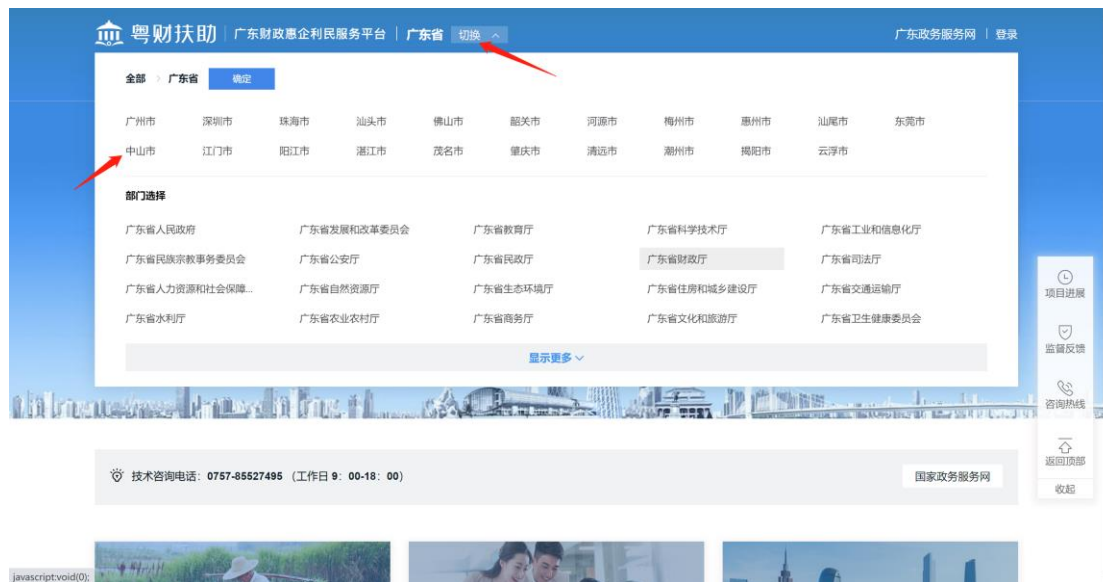 粤财扶助 广东财政惠企利民服务平台 广东省 切换 广东政务服务网 登录
全部 > 广东省 确定
广州市 深圳市 珠海市 汕头市 佛山市 韶关市 河源市 梅州市 惠州市 汕尾市 东莞市
中山市 江门市 阳江市 湛江市 茂名市 肇庆市 清远市 潮州市 揭阳市 云浮市
部门选择
广东省人民政府 广东省发展和改革委员会 广东省教育厅 广东省科学技术厅 广东省工业和信息化厅
广东省民族宗教事务委员会 广东省公安厅 广东省民政厅 广东省财政厅 广东省司法厅
广东省人力资源和社会保障... 广东省自然资源厅 广东省生态环境厅 广东省住房和城乡建设厅 广东省交通运输厅
广东省水利厅 广东省农业农村厅 广东省商务厅 广东省文化和旅游厅 广东省卫生健康委员会
显示更多
项目进展
监督反馈
咨询热线
返回顶部
收起
技术咨询电话：0757-85527495 （工作日 9：00-18：00） 国家政务服务网
javascript:void(0);